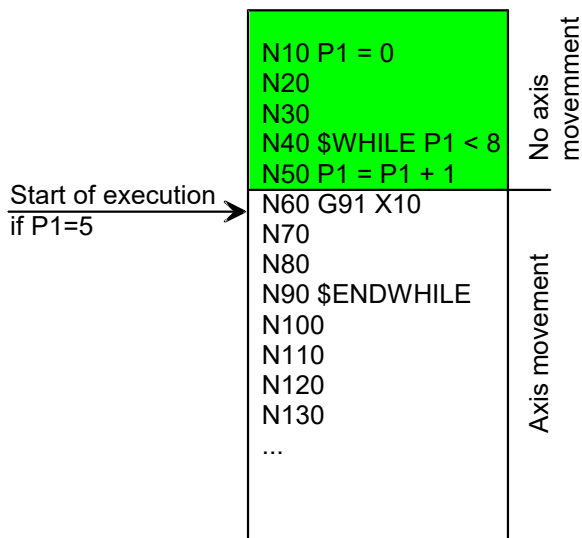 N10 P1 = 0
N20
N30
N40 $WHILE P1 < 8
N50 P1 = P1 + 1
No axis
movemment
Start of execution
if P1=5
N60 G91 X10
N70
N80
N90 $ENDWHILE
N100
N110
N120
N130
...
Axis movement